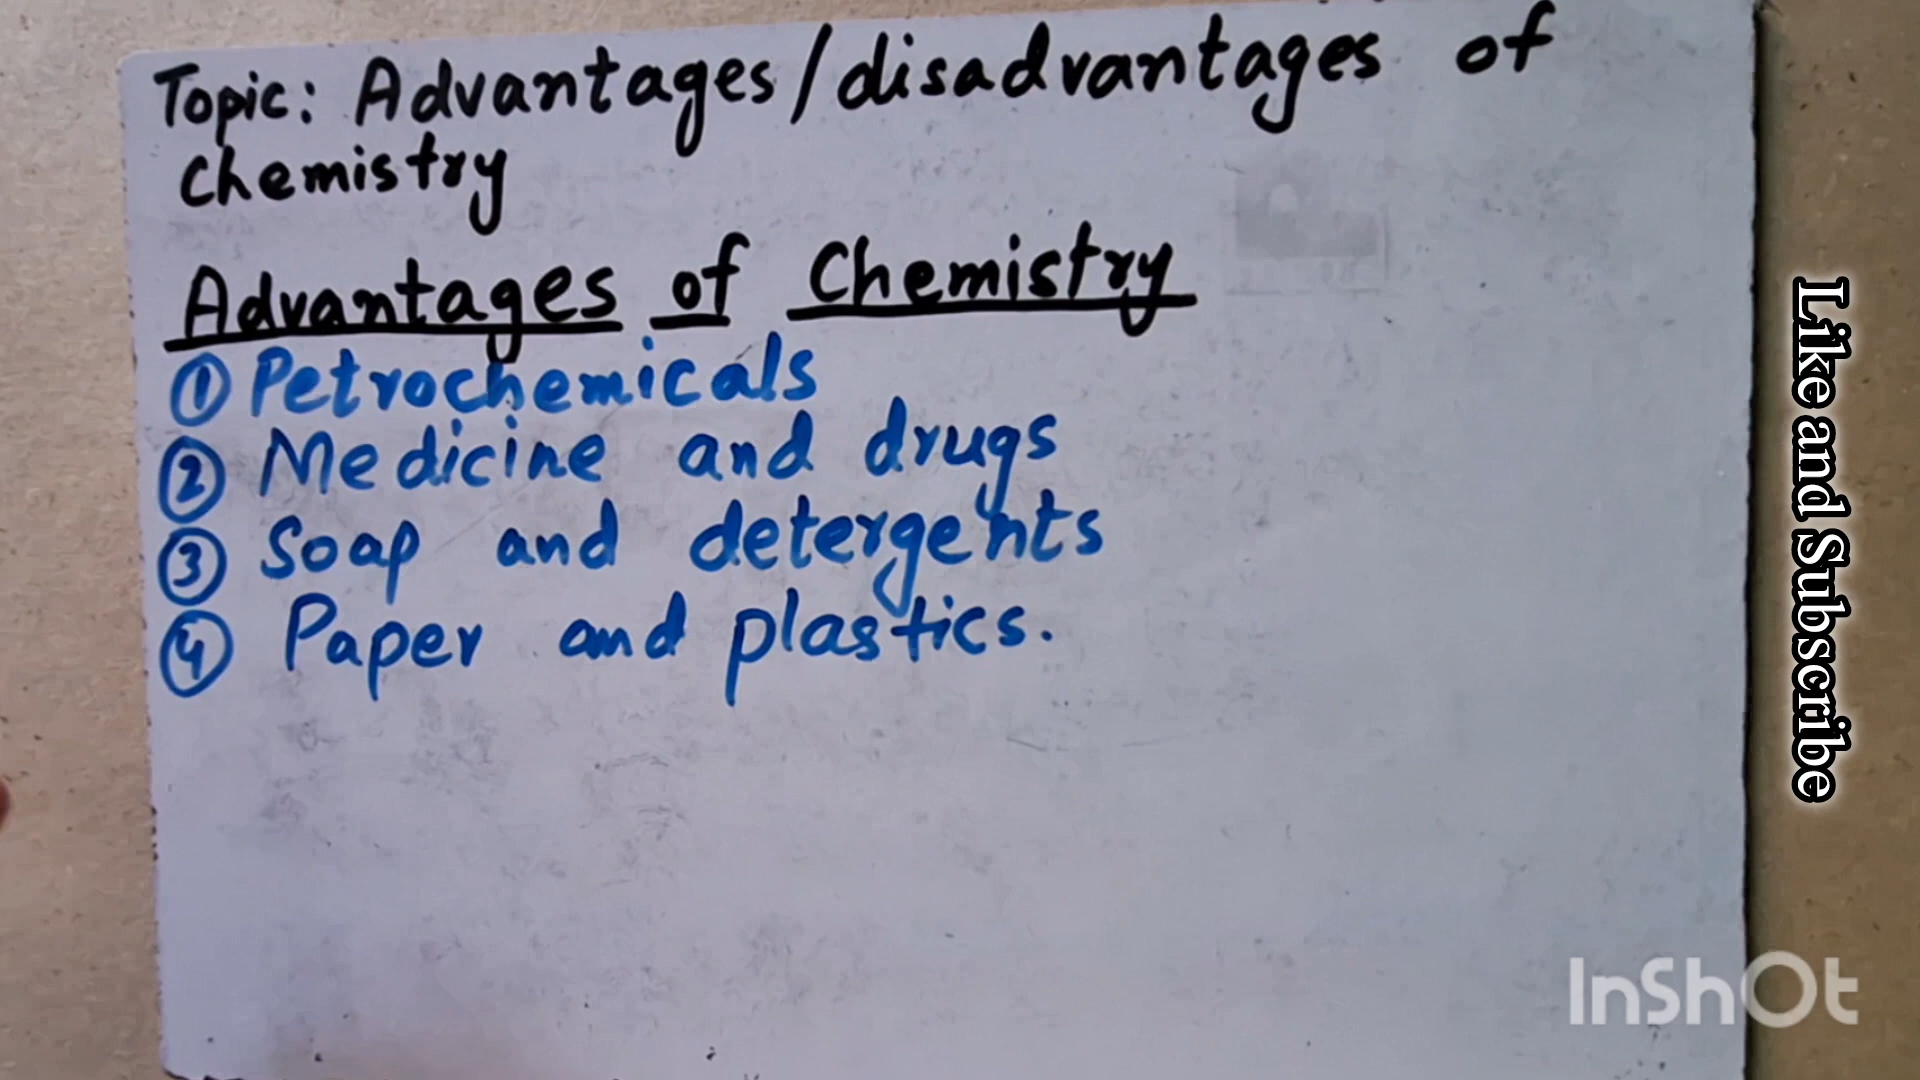 Topic: Advantages/disadvantages of
chemistry
Advantages of Chemistry
① Petrochemicals
② Medicine and drugs
③ Soap and detergents
④ Paper and plastics.
Like and Subscribe
InShOt